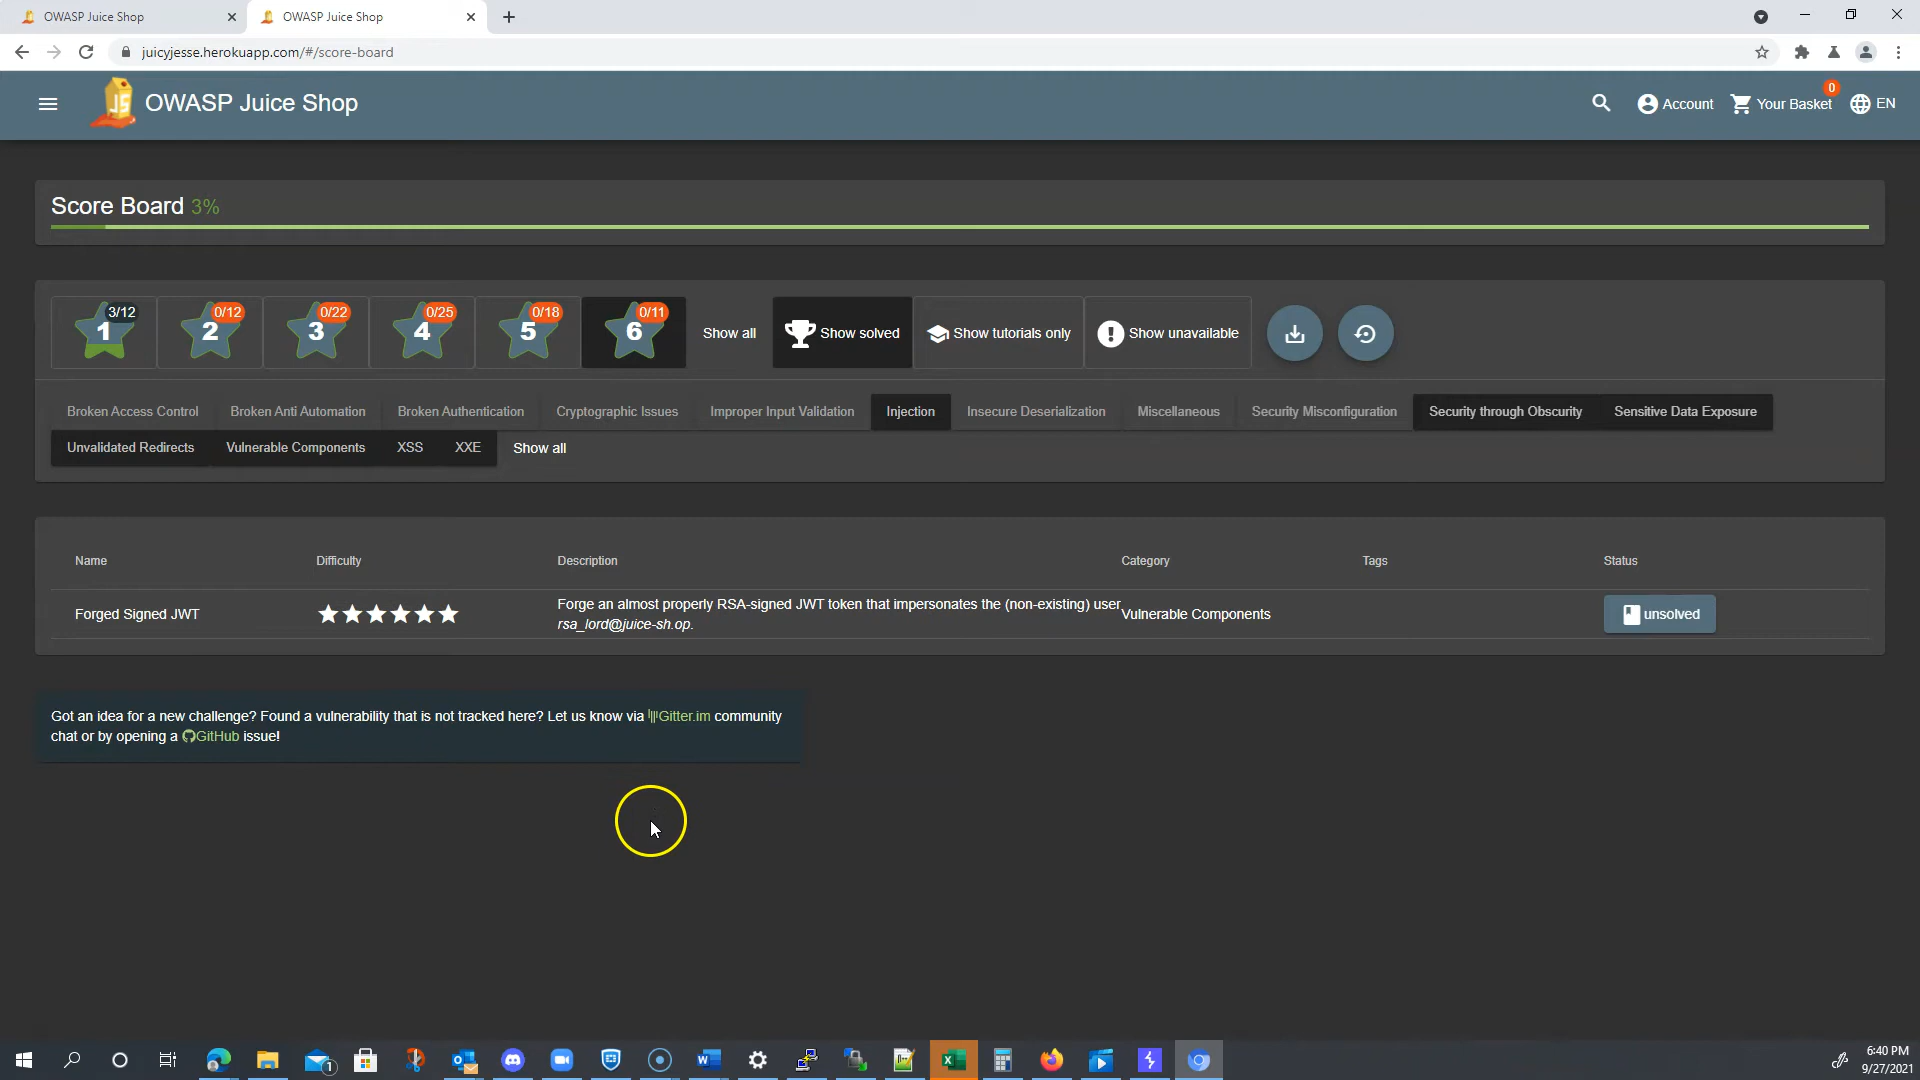 OWASP Juice Shop
OWASP Juice Shop
juicyjesse.herokuapp.com/#/score-board
OWASP Juice Shop
Account
0
Your Basket
EN
Score Board 3%
3/12
1
0/12
2
0/22
3
0/25
4
0/18
5
0/11
6
Show all
Show solved
Show tutorials only
Show unavailable
Broken Access Control
Broken Anti Automation
Broken Authentication
Cryptographic Issues
Improper Input Validation
Injection
Insecure Deserialization
Miscellaneous
Security Misconfiguration
Security through Obscurity
Sensitive Data Exposure
Unvalidated Redirects
Vulnerable Components
XSS
XXE
Show all
Name
Difficulty
Description
Category
Tags
Status
Forged Signed JWT
Forge an almost properly RSA-signed JWT token that impersonates the (non-existing) user
rsa_lord@juice-sh.op.
Vulnerable Components
unsolved
Got an idea for a new challenge? Found a vulnerability that is not tracked here? Let us know via Gitter.im community
chat or by opening a GitHub issue!
1
6:40 PM
9/27/2021